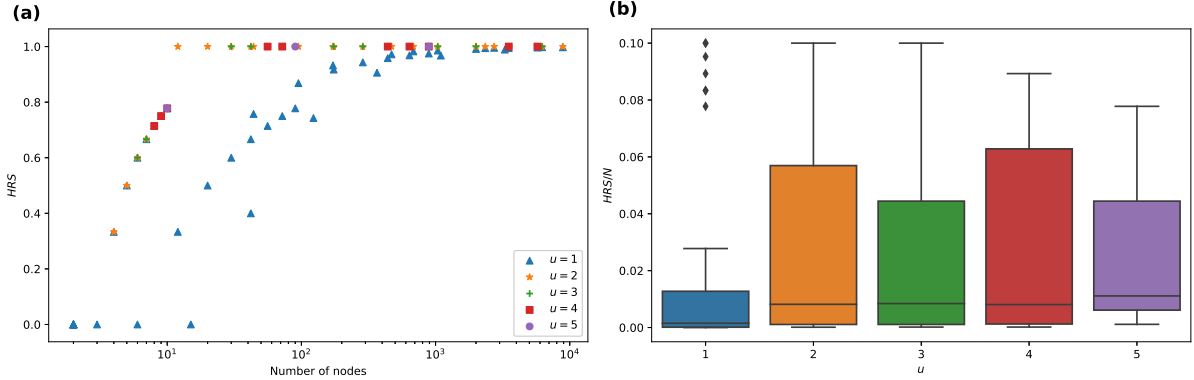 (a)
HRS
1.0
0.8
0.6
0.4
0.2
0.0
10¹ 10² 10³ 10⁴
Number of nodes
u = 1
u = 2
u = 3
u = 4
u = 5
(b)
HRS/N
0.10
0.08
0.06
0.04
0.02
0.00
1 2 3 4 5
u